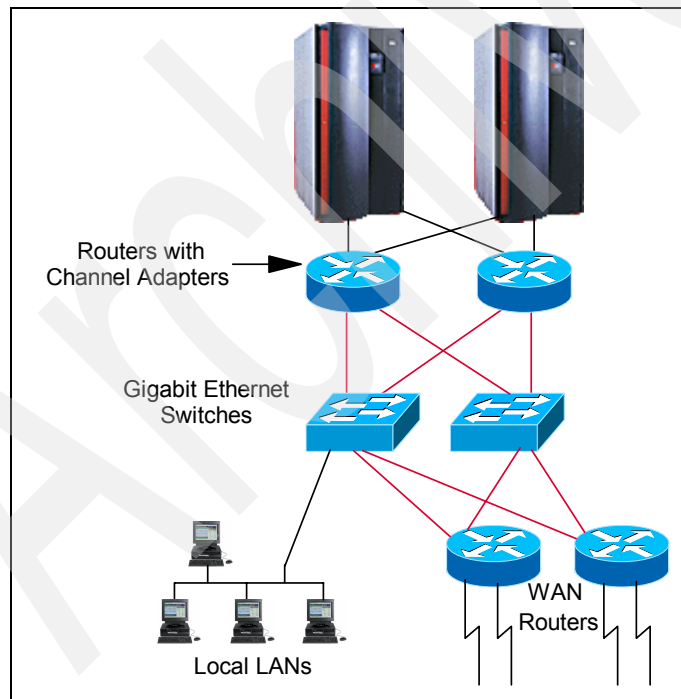 Routers with
Channel Adapters
Gigabit Ethernet
Switches
WAN
Routers
Local LANs